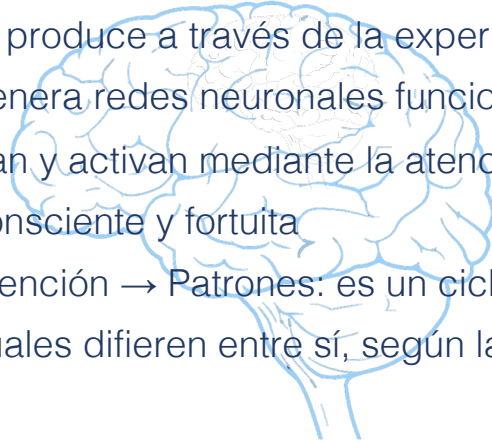 produce a través de la exper
enera redes neuronales funcio
an y activan mediante la atenc
onsciente y fortuita
ención → Patrones: es un cicl
uales difieren entre sí, según la